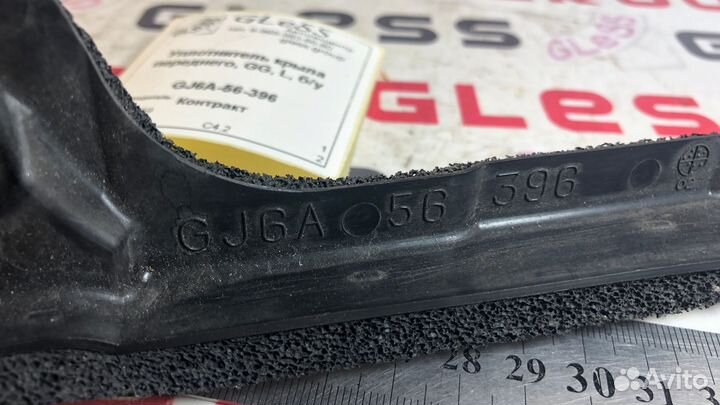 GLESS
GLESS
GLESS
Уплотнитель крыла
переднего, GG, L, б/у
GJ6A-56-396
Контракт
C4.2
1
2
GLESS
GJ6A 56 396
28 29 30 31
Avito